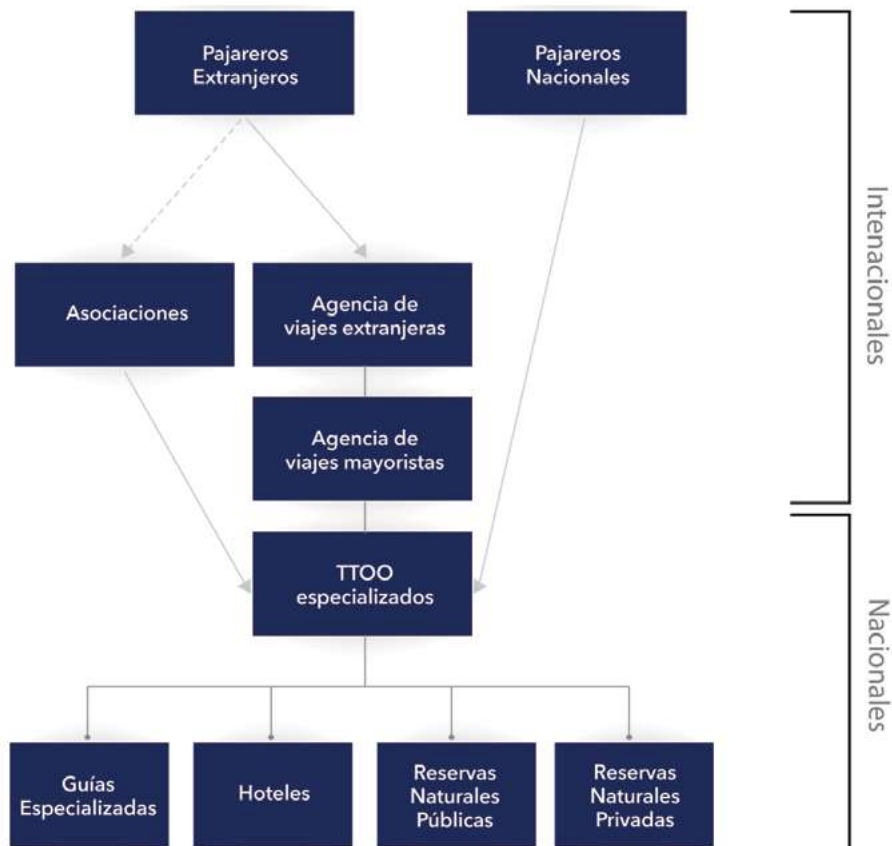 Pajareros
Extranjeros
Pajareros
Nacionales
Intenacionales
Asociaciones
Agencia de
viajes extranjeras
Agencia de
viajes mayoristas
TTOO
especializados
Nacionales
Guías
Especializadas
Hoteles
Reservas
Naturales
Públicas
Reservas
Naturales
Privadas